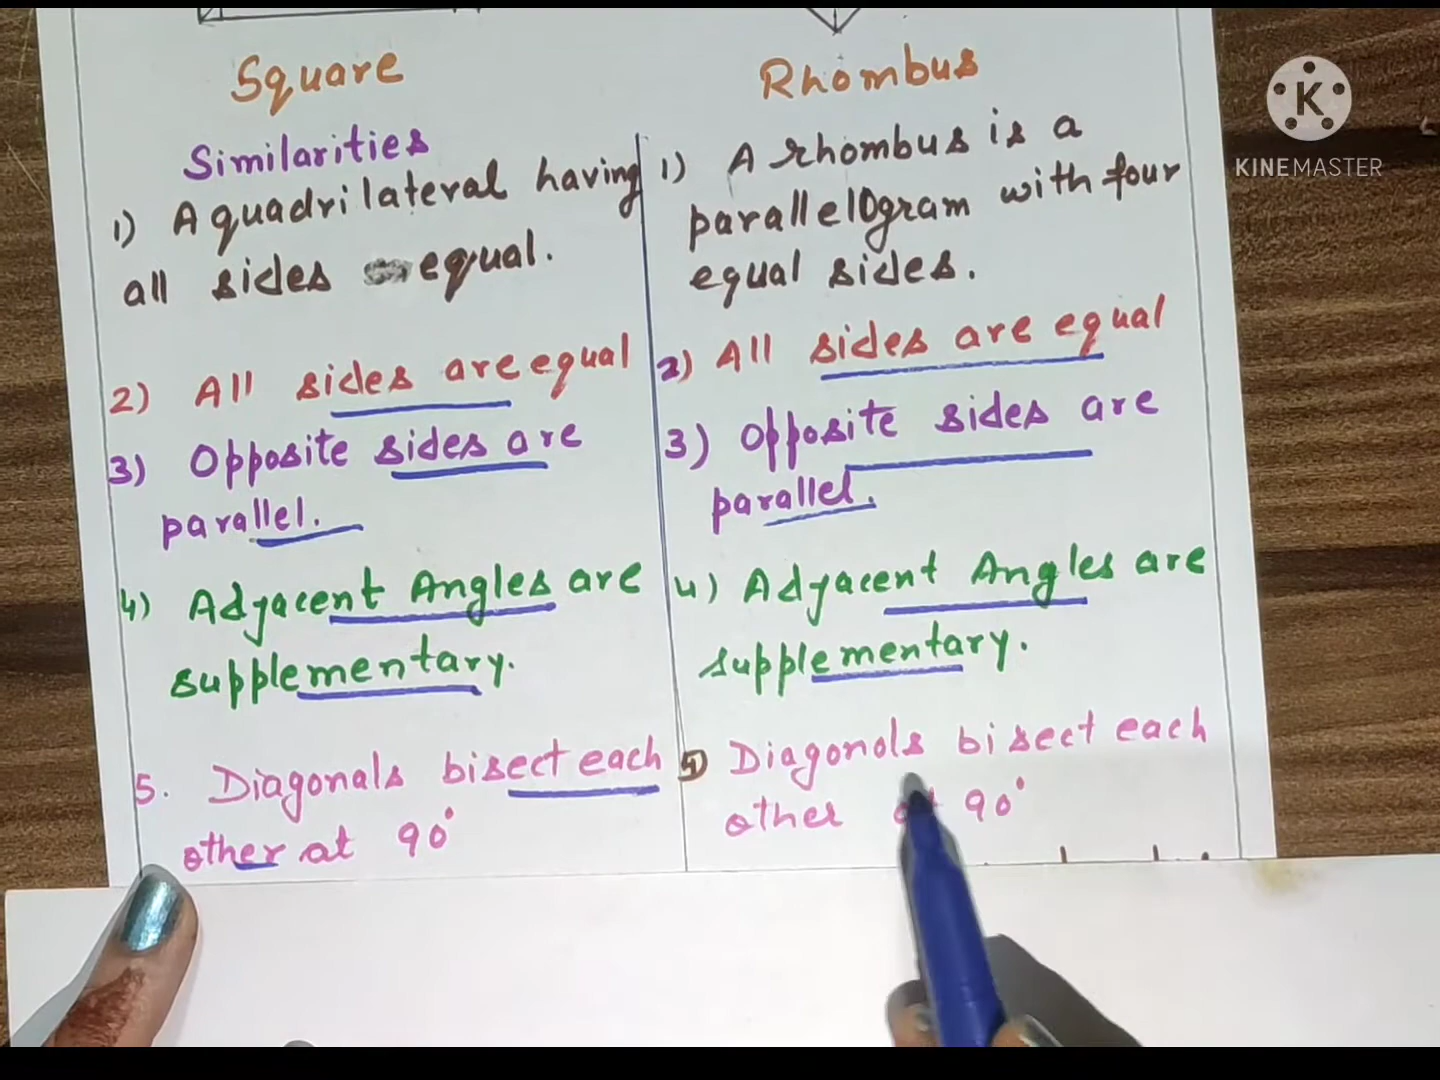 Square
Similarities
1) A quadrilateral having
all sides equal.
2) All sides are equal
3) Opposite sides are
parallel.
4) Adjacent Angles are
supplementary.
5. Diagonals bisect each
other at 90°
Rhombus
1) A rhombus is a
parallelogram with four
equal sides.
2) All sides are equal
3) Opposite sides are
parallel.
4) Adjacent Angles are
supplementary.
5) Diagonals bisect each
other at 90°
K
KINEMASTER